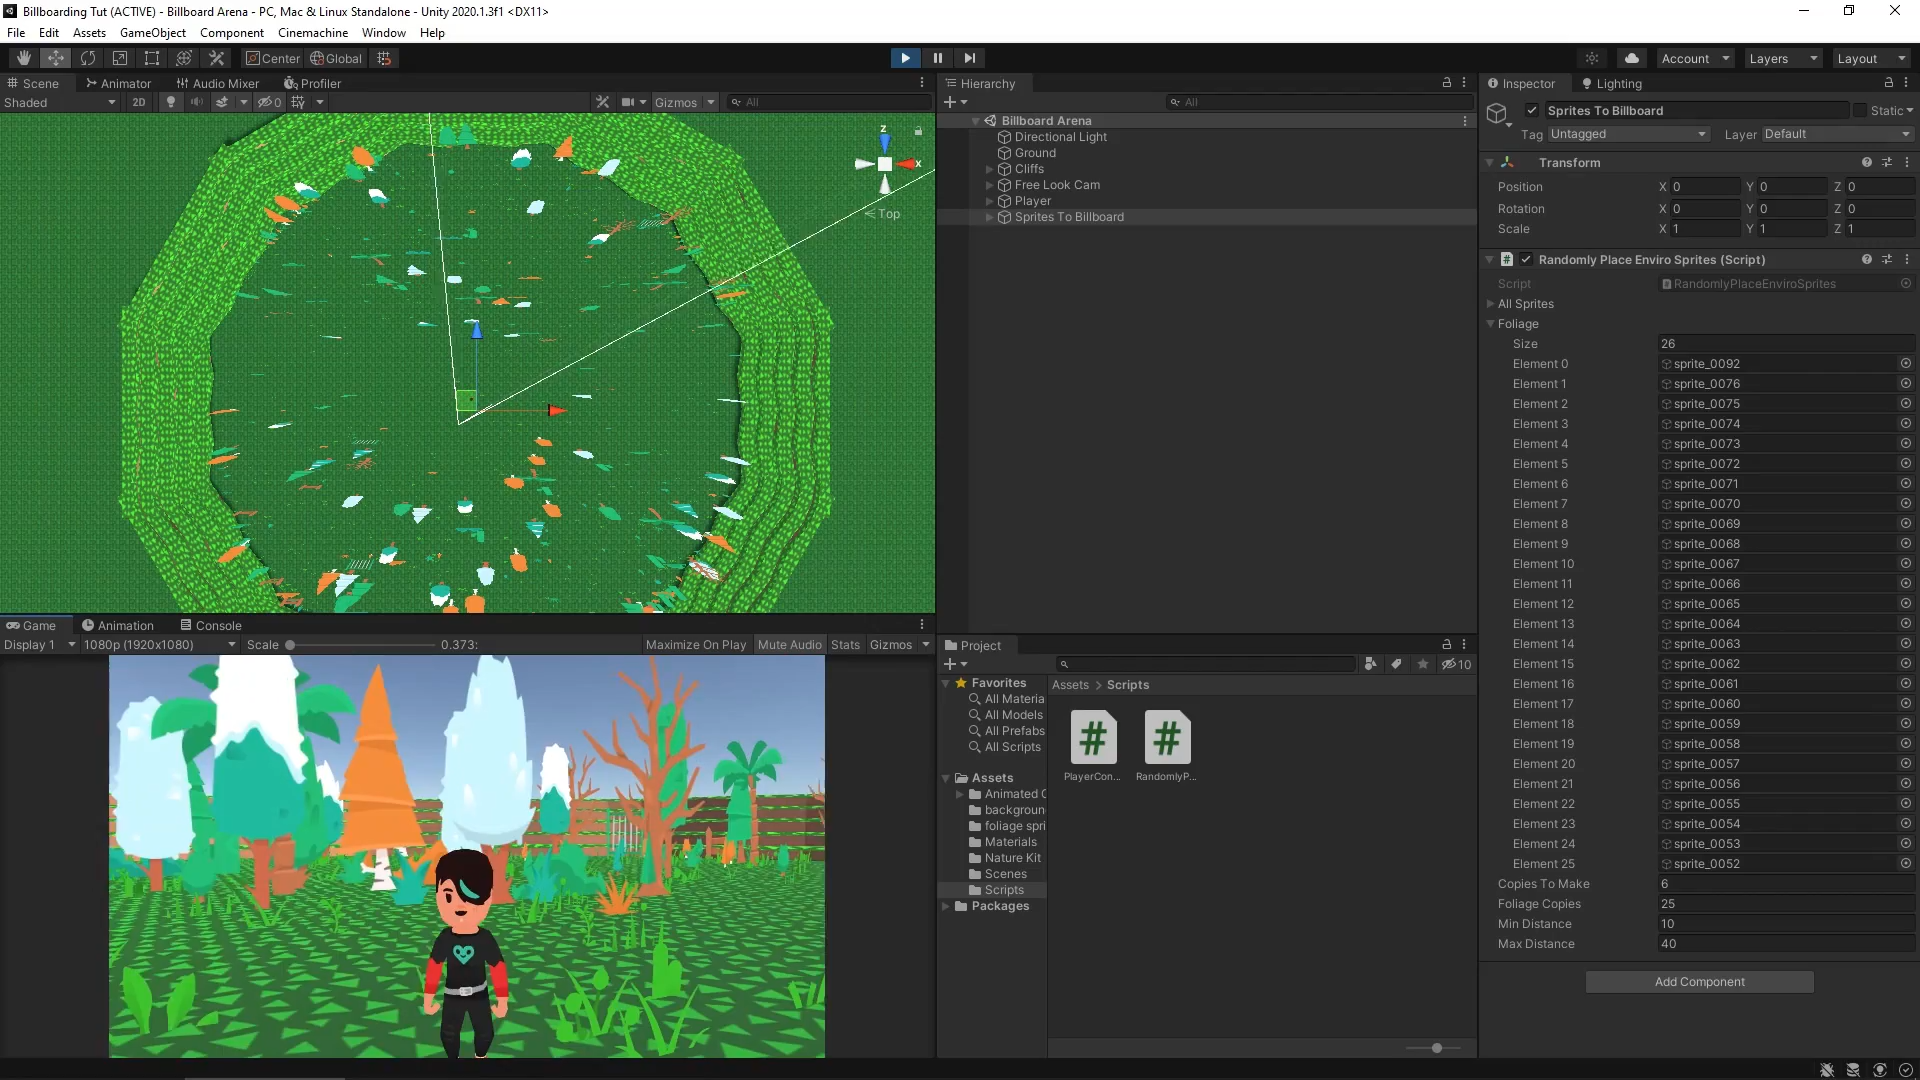 Billboarding Tut (ACTIVE) - Billboard Arena - PC, Mac & Linux Standalone - Unity 2020.1.3f1 <DX11>
File Edit Assets GameObject Component Cinemachine Window Help
Center Global Account Layers Layout
Scene Animator Audio Mixer Profiler
Shaded 2D 0 Gizmos All
z
x
Top
Hierarchy
All
Billboard Arena
Directional Light
Ground
Cliffs
Free Look Cam
Player
Sprites To Billboard
Game Animation Console
Display 1 1080p (1920x1080) Scale 0.373: Maximize On Play Mute Audio Stats Gizmos
Project
10
Favorites
All Materia
All Models
All Prefabs
All Scripts
Assets
Animated C
backgroun
foliage spri
Materials
Nature Kit
Scenes
Scripts
Packages
Assets > Scripts
PlayerCon...
RandomlyP...
Inspector Lighting
Sprites To Billboard Static
Tag Untagged Layer Default
Transform
Position X 0 Y 0 Z 0
Rotation X 0 Y 0 Z 0
Scale X 1 Y 1 Z 1
Randomly Place Enviro Sprites (Script)
Script RandomlyPlaceEnviroSprites
All Sprites
Foliage
Size 26
Element 0 sprite_0092
Element 1 sprite_0076
Element 2 sprite_0075
Element 3 sprite_0074
Element 4 sprite_0073
Element 5 sprite_0072
Element 6 sprite_0071
Element 7 sprite_0070
Element 8 sprite_0069
Element 9 sprite_0068
Element 10 sprite_0067
Element 11 sprite_0066
Element 12 sprite_0065
Element 13 sprite_0064
Element 14 sprite_0063
Element 15 sprite_0062
Element 16 sprite_0061
Element 17 sprite_0060
Element 18 sprite_0059
Element 19 sprite_0058
Element 20 sprite_0057
Element 21 sprite_0056
Element 22 sprite_0055
Element 23 sprite_0054
Element 24 sprite_0053
Element 25 sprite_0052
Copies To Make 6
Foliage Copies 25
Min Distance 10
Max Distance 40
Add Component